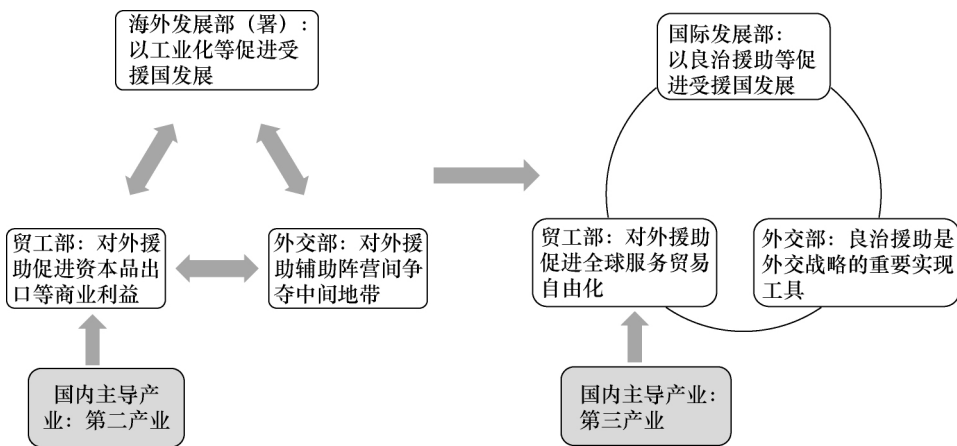 海外发展部（署）：
以工业化等促进受
援国发展
国际发展部：
以良治援助等促
进受援国发展
贸工部：对外援
助促进资本品出
口等商业利益
外交部：对外援
助辅助阵营间争
夺中间地带
贸工部：对外援助
促进全球服务贸易
自由化
外交部：良治援助是
外交战略的重要实现
工具
国内主导产
业：第二产业
国内主导产业：
第三产业